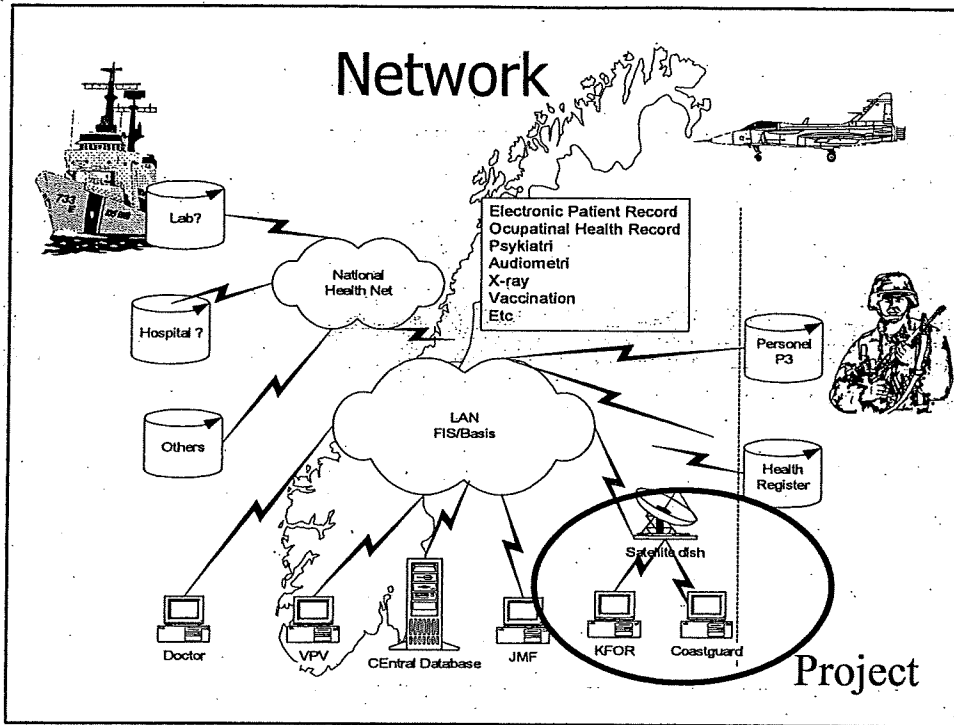 Network
733
Lab?
National
Health Net
Hospital ?
Others
Electronic Patient Record
Ocupatinal Health Record
Psykiatri
Audiometri
X-ray
Vaccination
Etc
Personel
P3
LAN
FIS/Basis
Health
Register
Satellite dish
Doctor
VPV
CEntral Database
JMF
KFOR
Coastguard
Project